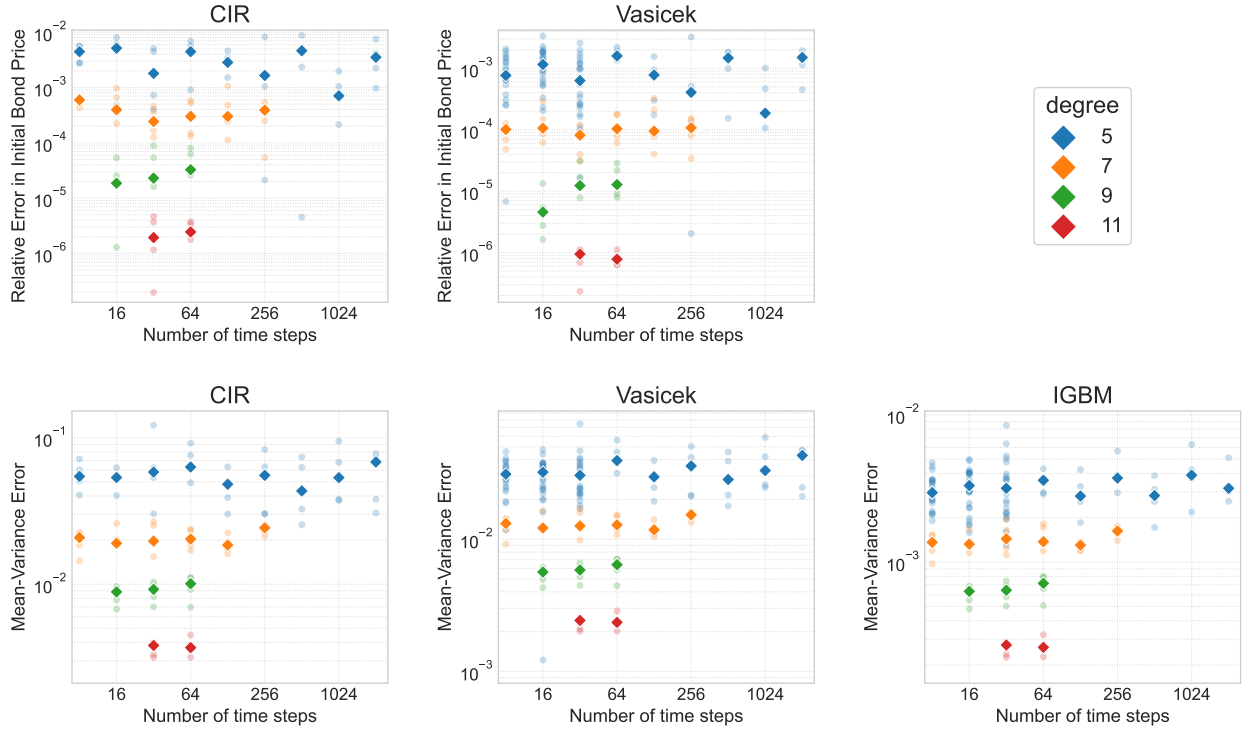 CIR
Relative Error in Initial Bond Price
10⁻²
10⁻³
10⁻⁴
10⁻⁵
10⁻⁶
16 64 256 1024
Number of time steps
Vasicek
Relative Error in Initial Bond Price
10⁻³
10⁻⁴
10⁻⁵
10⁻⁶
16 64 256 1024
Number of time steps
degree
5
7
9
11
CIR
Mean-Variance Error
10⁻¹
10⁻²
16 64 256 1024
Number of time steps
Vasicek
Mean-Variance Error
10⁻²
10⁻³
16 64 256 1024
Number of time steps
IGBM
Mean-Variance Error
10⁻²
10⁻³
16 64 256 1024
Number of time steps